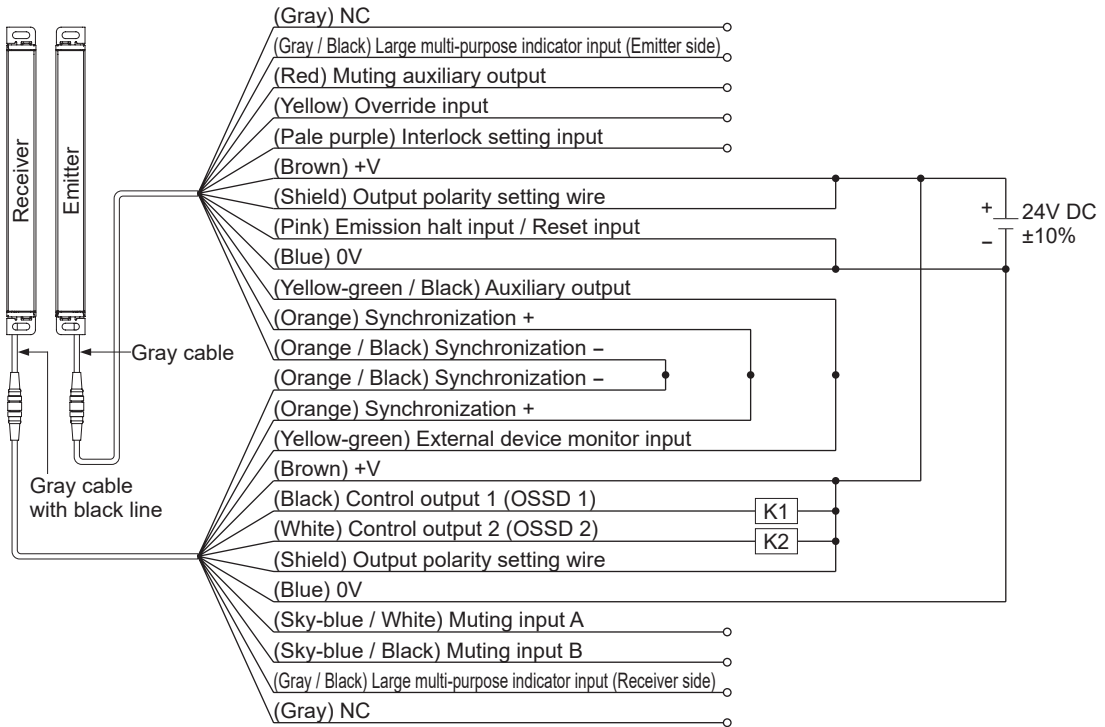 (Gray) NC
(Gray / Black) Large multi-purpose indicator input (Emitter side)
(Red) Muting auxiliary output
(Yellow) Override input
(Pale purple) Interlock setting input
(Brown) +V
(Shield) Output polarity setting wire
(Pink) Emission halt input / Reset input
(Blue) 0V
(Yellow-green / Black) Auxiliary output
(Orange) Synchronization +
(Orange / Black) Synchronization −
(Orange / Black) Synchronization −
(Orange) Synchronization +
(Yellow-green) External device monitor input
(Brown) +V
(Black) Control output 1 (OSSD 1)
(White) Control output 2 (OSSD 2)
(Shield) Output polarity setting wire
(Blue) 0V
(Sky-blue / White) Muting input A
(Sky-blue / Black) Muting input B
(Gray / Black) Large multi-purpose indicator input (Receiver side)
(Gray) NC
Receiver
Emitter
Gray cable
Gray cable
with black line
K1
K2
+
−
24V DC
±10%